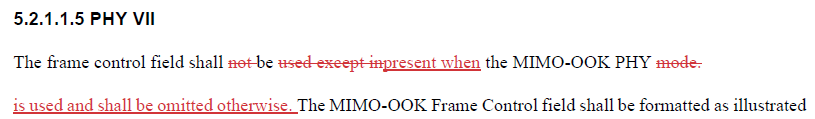 5.2.1.1.5 PHY VII
The frame control field shall not be used except inpresent when the MIMO-OOK PHY mode.
is used and shall be omitted otherwise. The MIMO-OOK Frame Control field shall be formatted as illustrated